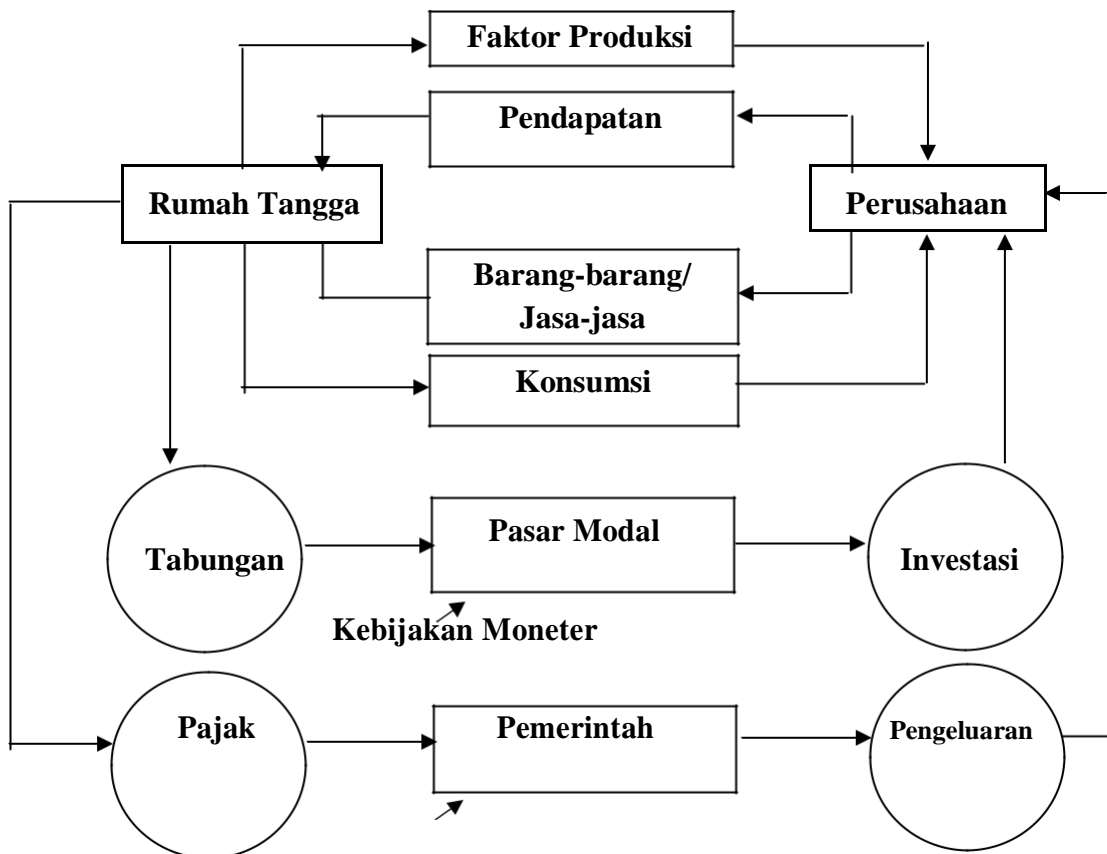 Faktor Produksi
Pendapatan
Rumah Tangga
Perusahaan
Barang-barang/
Jasa-jasa
Konsumsi
Tabungan
Pasar Modal
Investasi
Kebijakan Moneter
Pajak
Pemerintah
Pengeluaran